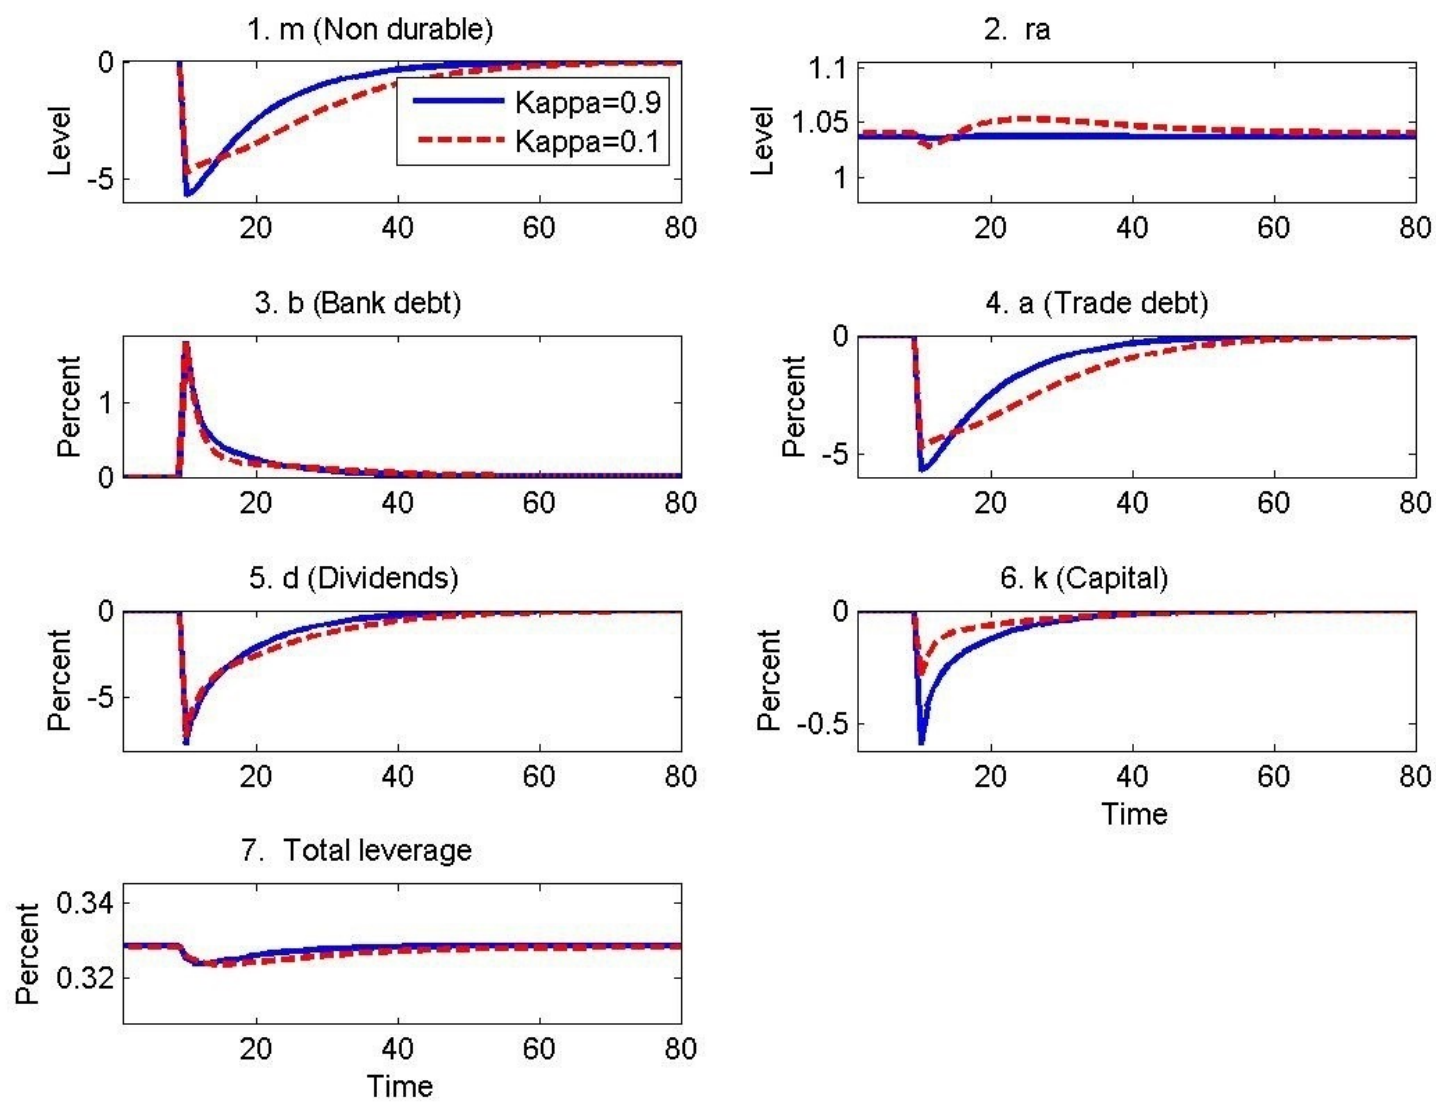 1. m (Non durable)
0
-5
Level
Kappa=0.9
Kappa=0.1
20 40 60 80
2. ra
1.1
1.05
1
Level
20 40 60 80
3. b (Bank debt)
1
0
Percent
20 40 60 80
4. a (Trade debt)
0
-5
Percent
20 40 60 80
5. d (Dividends)
0
-5
Percent
20 40 60 80
6. k (Capital)
0
-0.5
Percent
20 40 60 80
Time
7. Total leverage
0.34
0.32
Percent
20 40 60 80
Time